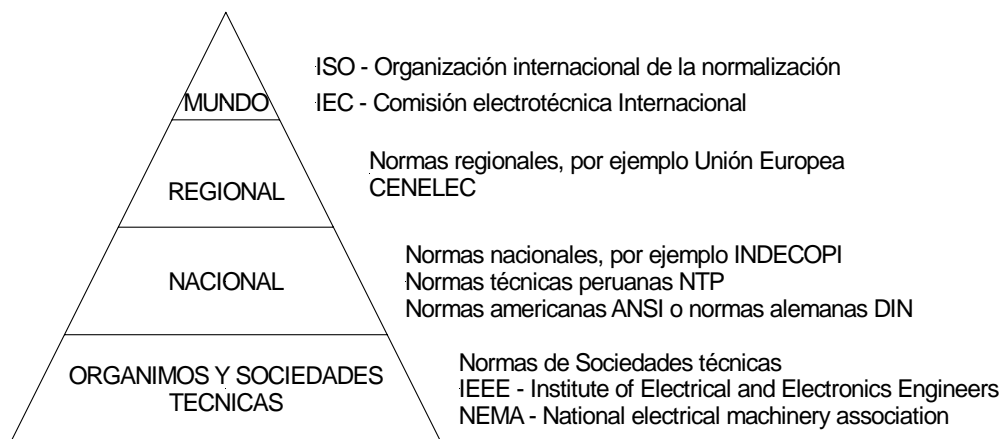 ISO - Organización internacional de la normalización
MUNDO
IEC - Comisión electrotécnica Internacional
Normas regionales, por ejemplo Unión Europea
CENELEC
REGIONAL
Normas nacionales, por ejemplo INDECOPI
NACIONAL
Normas técnicas peruanas NTP
Normas americanas ANSI o normas alemanas DIN
ORGANIMOS Y SOCIEDADES
TECNICAS
Normas de Sociedades técnicas
IEEE - Institute of Electrical and Electronics Engineers
NEMA - National electrical machinery association